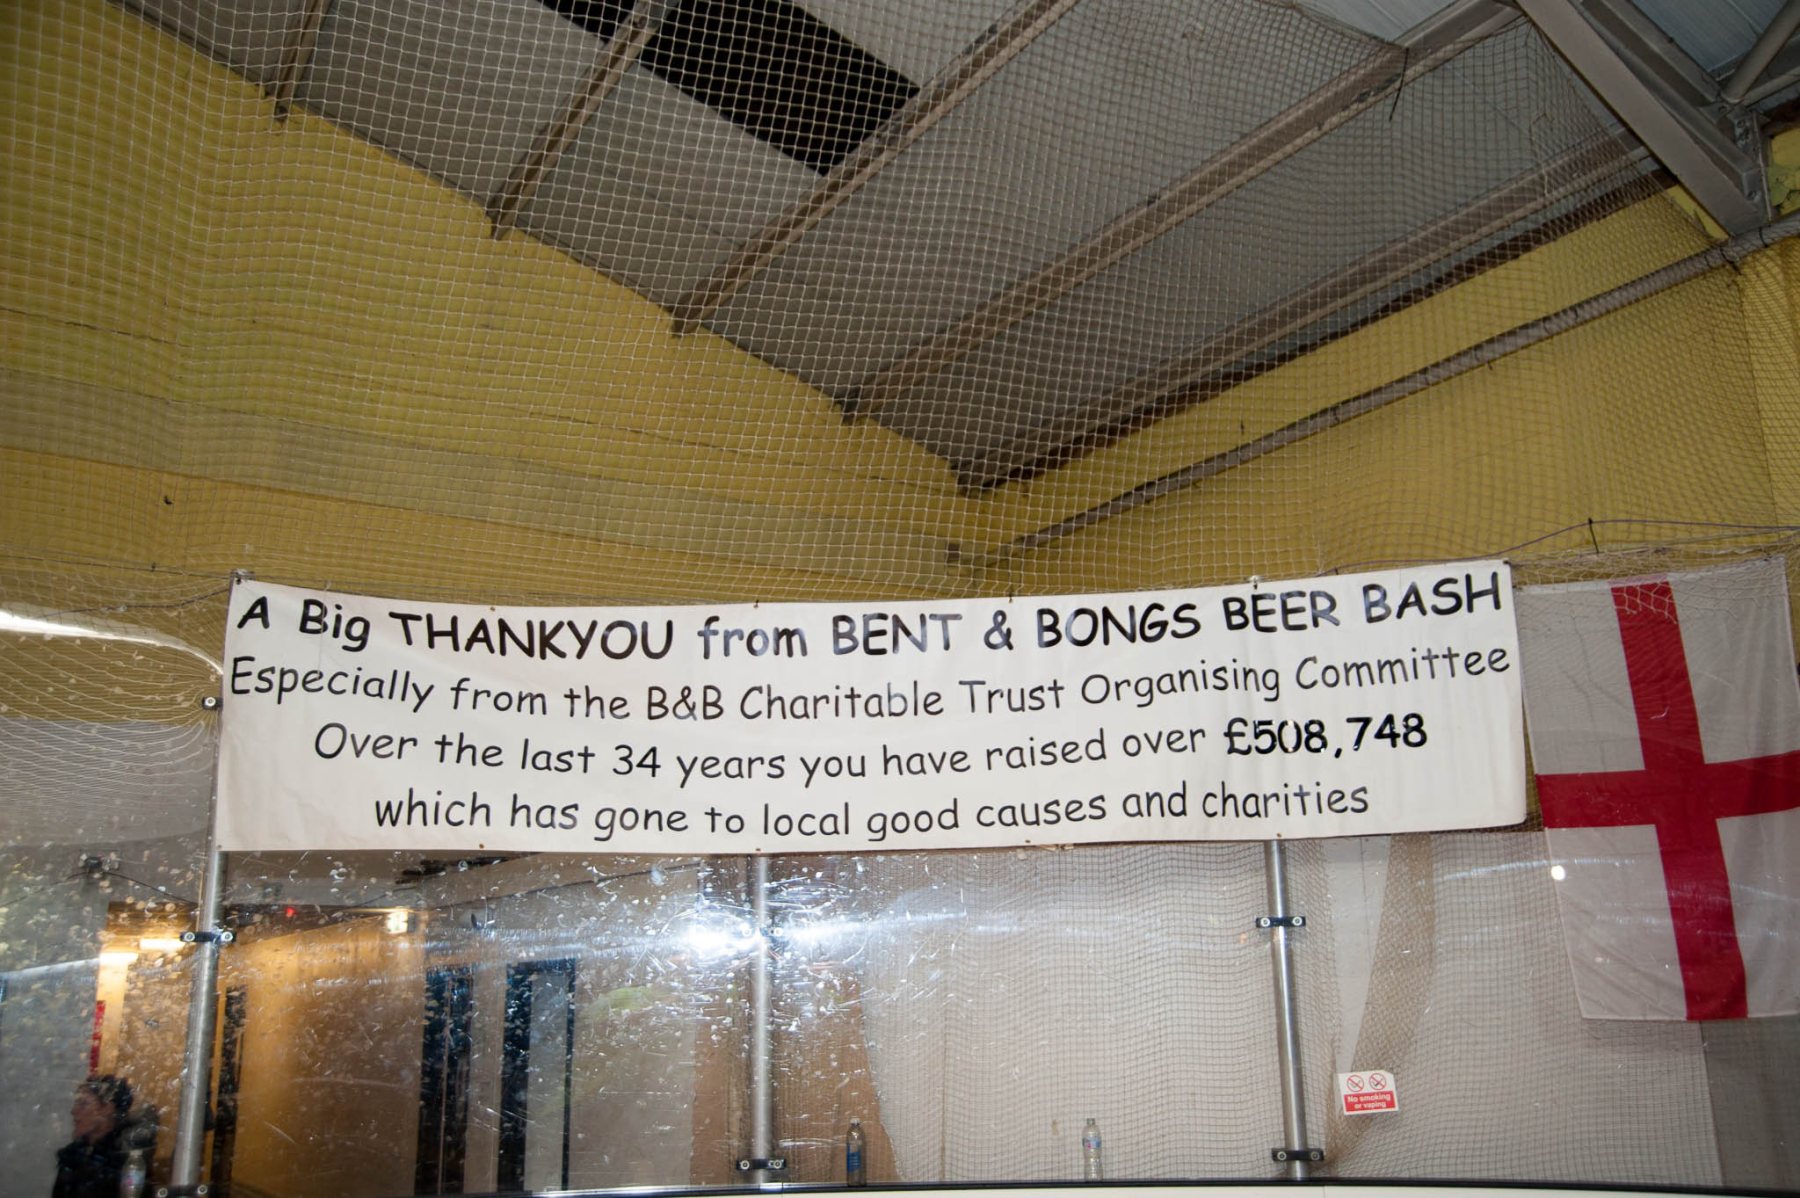 A Big THANKYOU from BENT & BONGS BEER BASH
Especially from the B&B Charitable Trust Organising Committee
Over the last 34 years you have raised over £508,748
which has gone to local good causes and charities
No smoking
or vaping